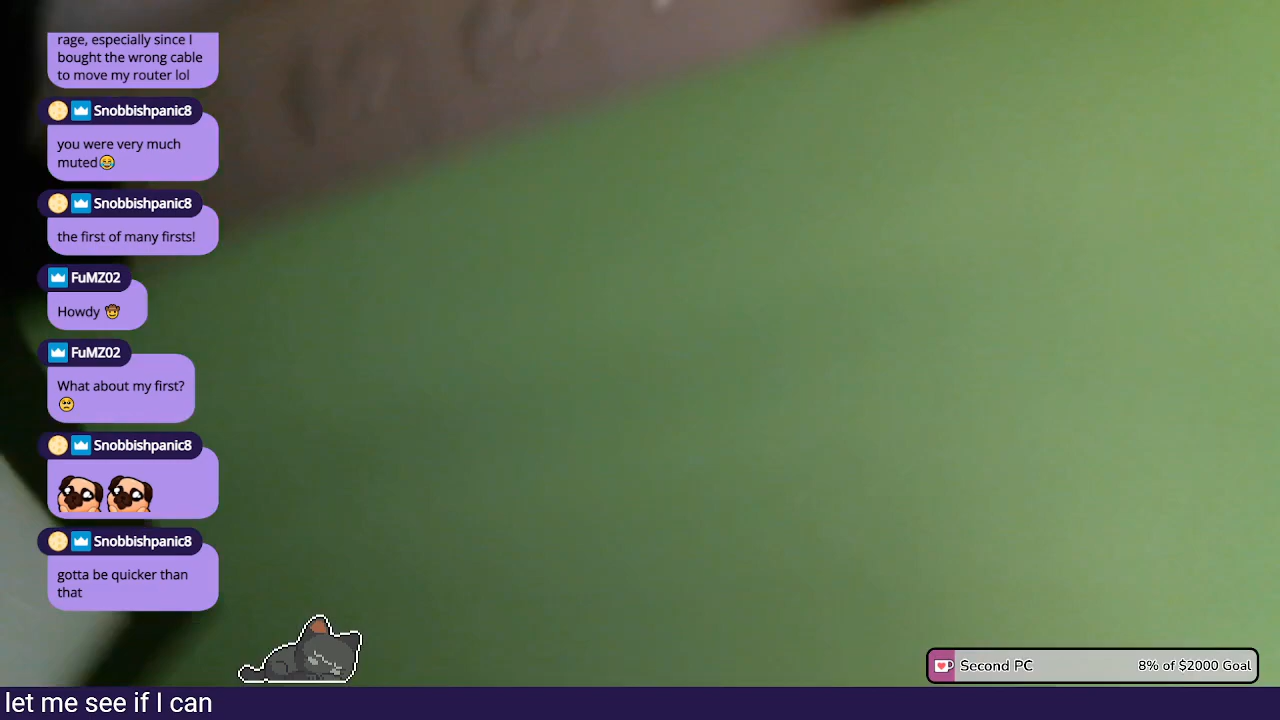 rage, especially since I
bought the wrong cable
to move my router lol
Snobbishpanic8
you were very much
muted😂
Snobbishpanic8
the first of many firsts!
FuMZ02
Howdy 🤠
FuMZ02
What about my first?
🥺
Snobbishpanic8
Snobbishpanic8
gotta be quicker than
that
Second PC 8% of $2000 Goal
let me see if I can